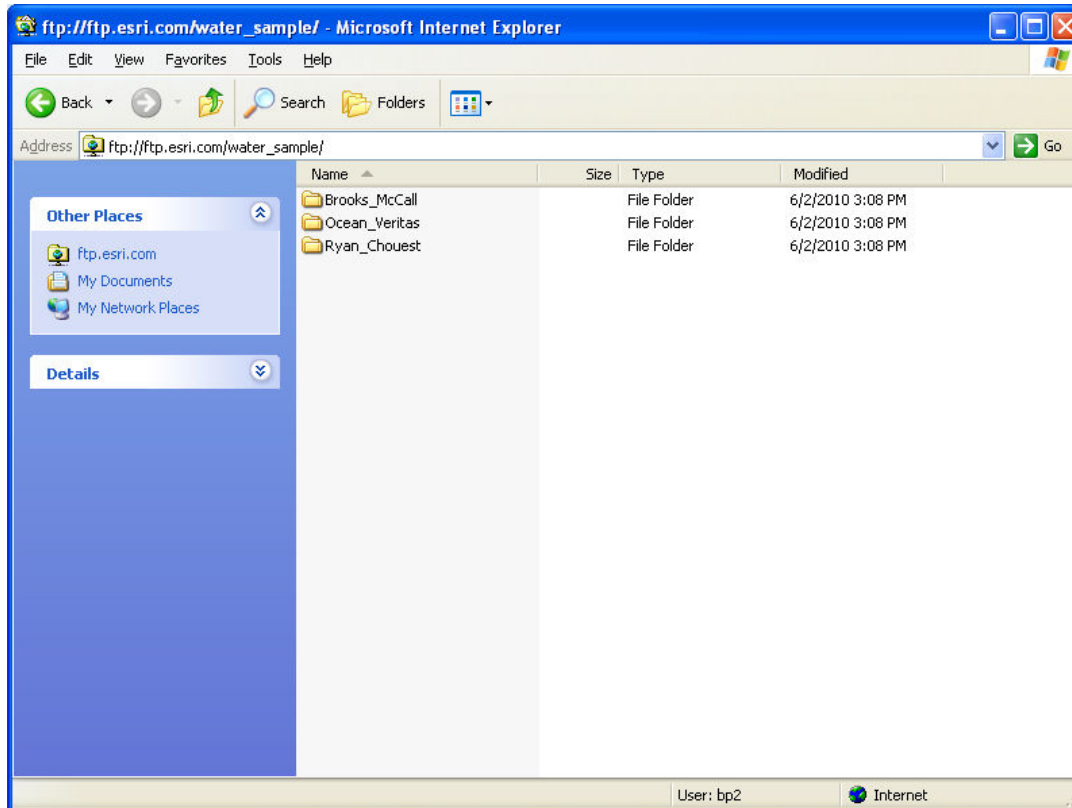 ftp://ftp.esri.com/water_sample/ - Microsoft Internet Explorer
File Edit View Favorites Tools Help
Back Search Folders
Address ftp://ftp.esri.com/water_sample/ Go
Name Size Type Modified
Other Places
ftp.esri.com
My Documents
My Network Places
Details
Brooks_McCall File Folder 6/2/2010 3:08 PM
Ocean_Veritas File Folder 6/2/2010 3:08 PM
Ryan_Chouest File Folder 6/2/2010 3:08 PM
User: bp2 Internet